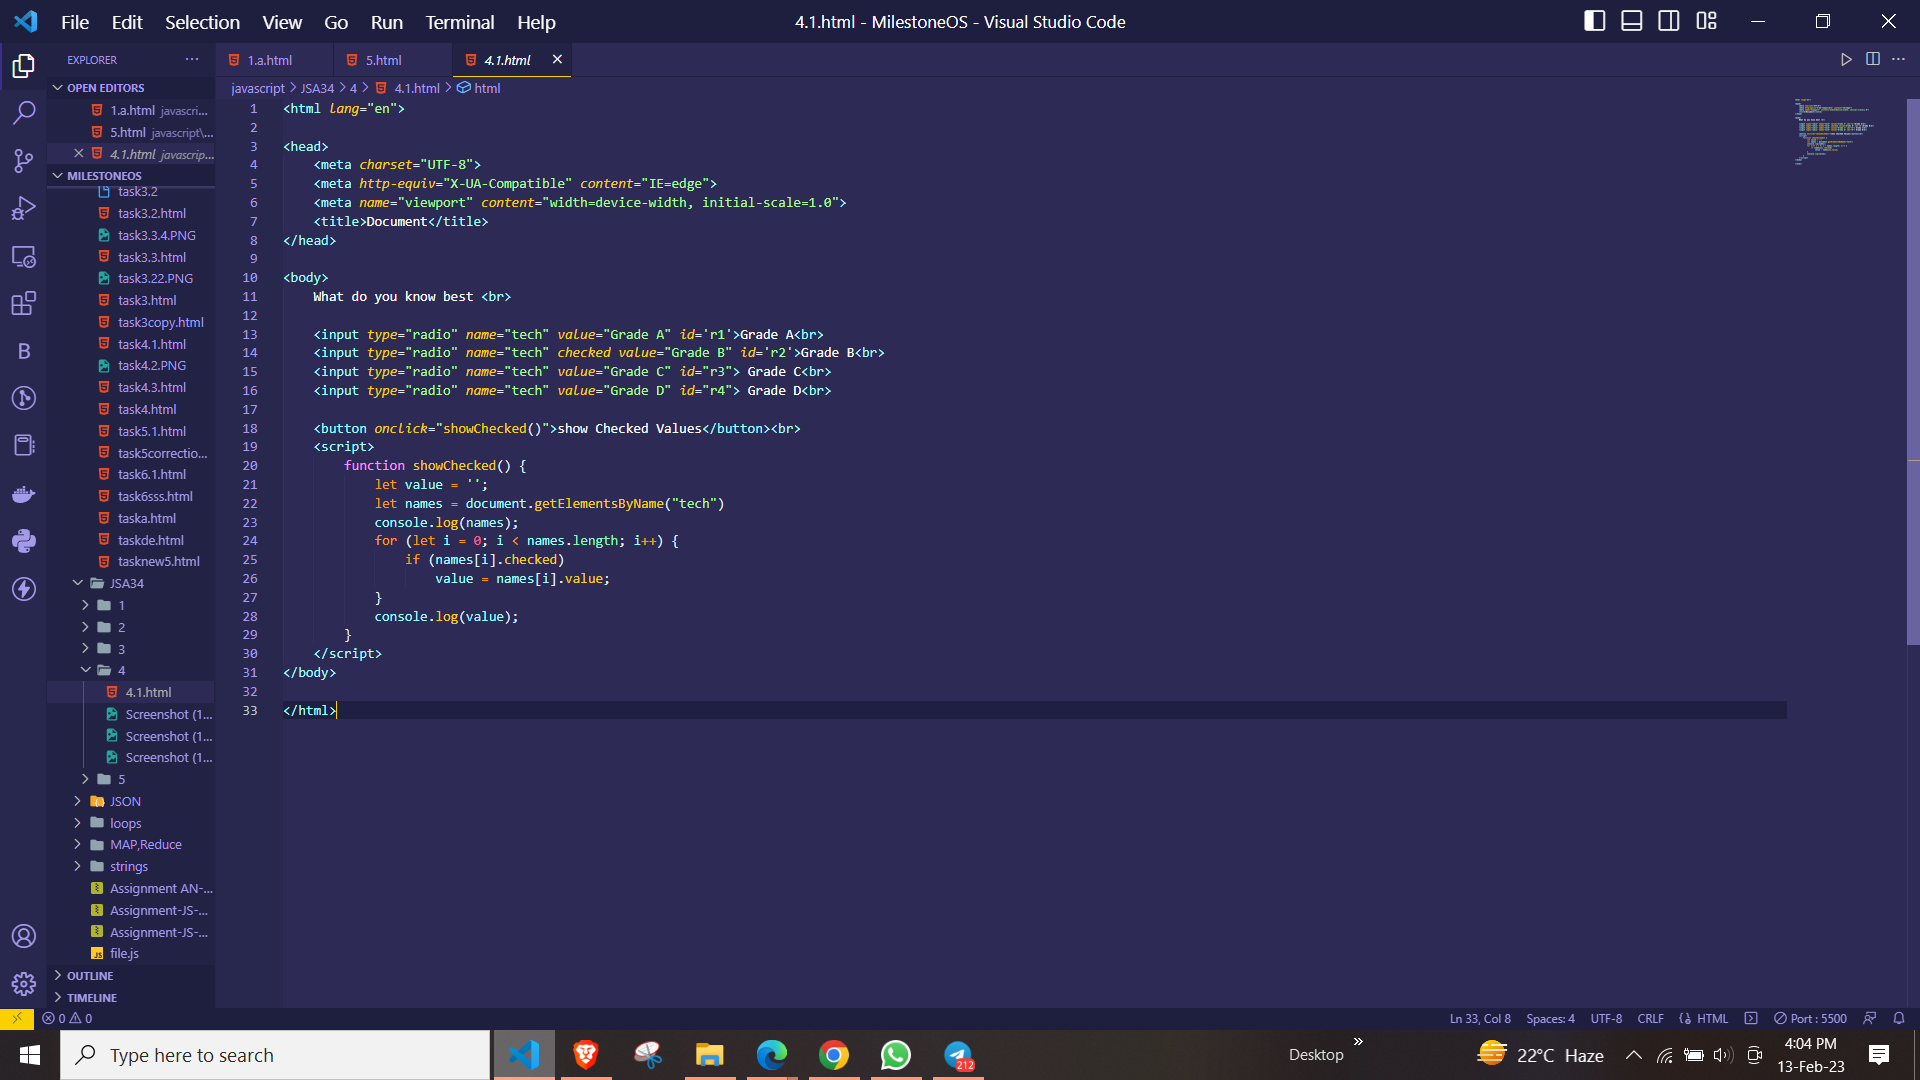 File Edit Selection View Go Run Terminal Help
4.1.html - MilestoneOS - Visual Studio Code
EXPLORER
OPEN EDITORS
1.a.html javascri...
5.html javascript\...
4.1.html javascrip...
MILESTONEOS
task3.2
task3.2.html
task3.3.4.PNG
task3.3.html
task3.22.PNG
task3.html
task3copy.html
task4.1.html
task4.2.PNG
task4.3.html
task4.html
task5.1.html
task5correctio...
task6.1.html
task6sss.html
taska.html
taskde.html
tasknew5.html
JSA34
1
2
3
4
4.1.html
Screenshot (1...
Screenshot (1...
Screenshot (1...
5
JSON
loops
MAP,Reduce
strings
Assignment AN-...
Assignment-JS-...
Assignment-JS-...
file.js
OUTLINE
TIMELINE
1.a.html 5.html 4.1.html
javascript > JSA34 > 4 > 4.1.html > html
1 <html lang="en">
2
3 <head>
4 <meta charset="UTF-8">
5 <meta http-equiv="X-UA-Compatible" content="IE=edge">
6 <meta name="viewport" content="width=device-width, initial-scale=1.0">
7 <title>Document</title>
8 </head>
9
10 <body>
11 What do you know best <br>
12
13 <input type="radio" name="tech" value="Grade A" id='r1'>Grade A<br>
14 <input type="radio" name="tech" checked value="Grade B" id='r2'>Grade B<br>
15 <input type="radio" name="tech" value="Grade C" id="r3"> Grade C<br>
16 <input type="radio" name="tech" value="Grade D" id="r4"> Grade D<br>
17
18 <button onclick="showChecked()">show Checked Values</button><br>
19 <script>
20 function showChecked() {
21 let value = '';
22 let names = document.getElementsByName("tech")
23 console.log(names);
24 for (let i = 0; i < names.length; i++) {
25 if (names[i].checked)
26 value = names[i].value;
27 }
28 console.log(value);
29 }
30 </script>
31 </body>
32
33 </html>
0 0
Ln 33, Col 8 Spaces: 4 UTF-8 CRLF HTML Port : 5500
Type here to search
212
Desktop
22°C Haze
4:04 PM
13-Feb-23